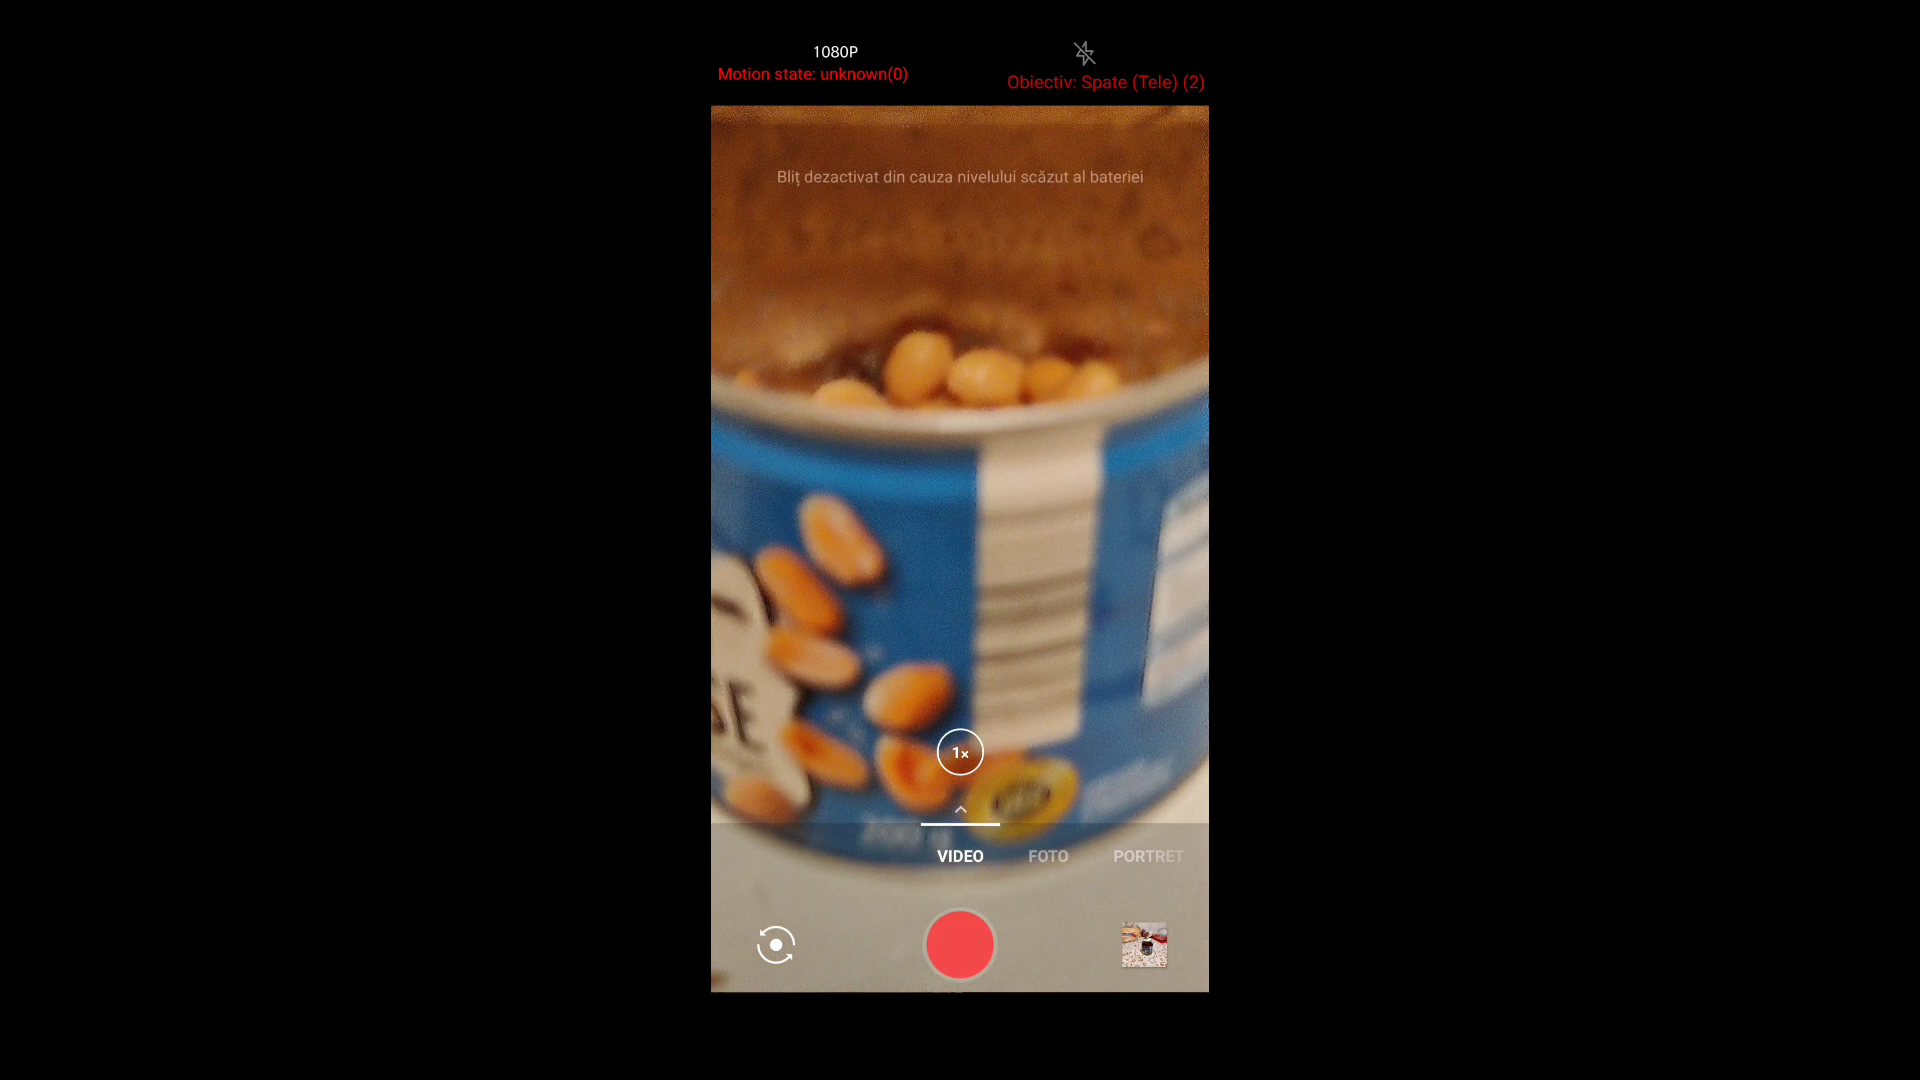 1080P
Motion state: unknown(0)
Obiectiv: Spate (Tele) (2)
Bliț dezactivat din cauza nivelului scăzut al bateriei
1×
VIDEO FOTO PORTRET